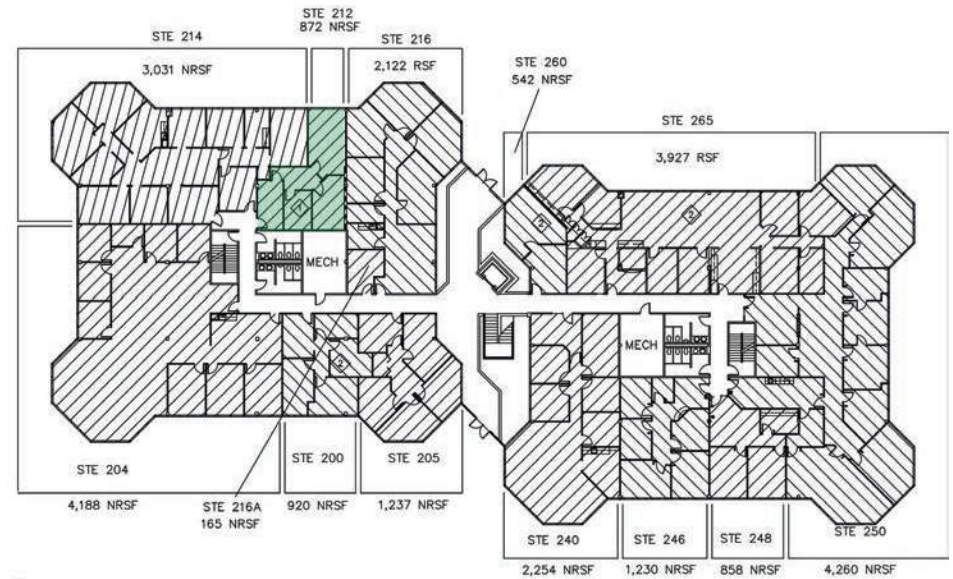 STE 212
872 NRSF
STE 214
3,031 NRSF
STE 216
2,122 RSF
STE 260
542 NRSF
STE 265
3,927 RSF
1
2
2
MECH
MECH
2
STE 204
4,188 NRSF
STE 216A
165 NRSF
STE 200
920 NRSF
STE 205
1,237 NRSF
STE 240
2,254 NRSF
STE 246
1,230 NRSF
STE 248
858 NRSF
STE 250
4,260 NRSF